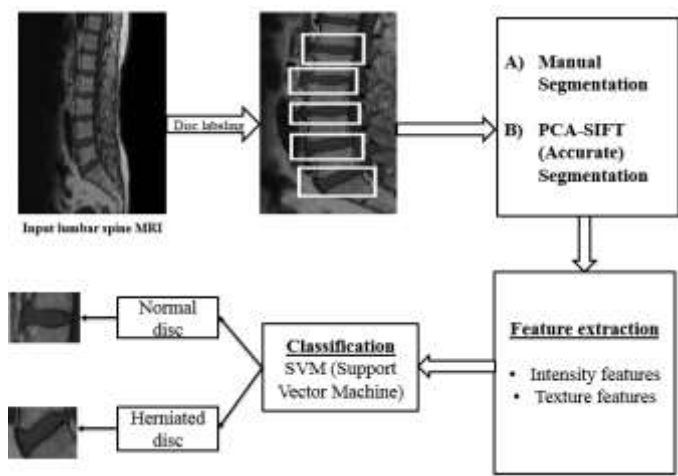 Disc labeling
Input lumbar spine MRI
A) Manual
Segmentation
B) PCA-SIFT
(Accurate)
Segmentation
Feature extraction
• Intensity features
• Texture features
Classification
SVM (Support
Vector Machine)
Normal
disc
Herniated
disc